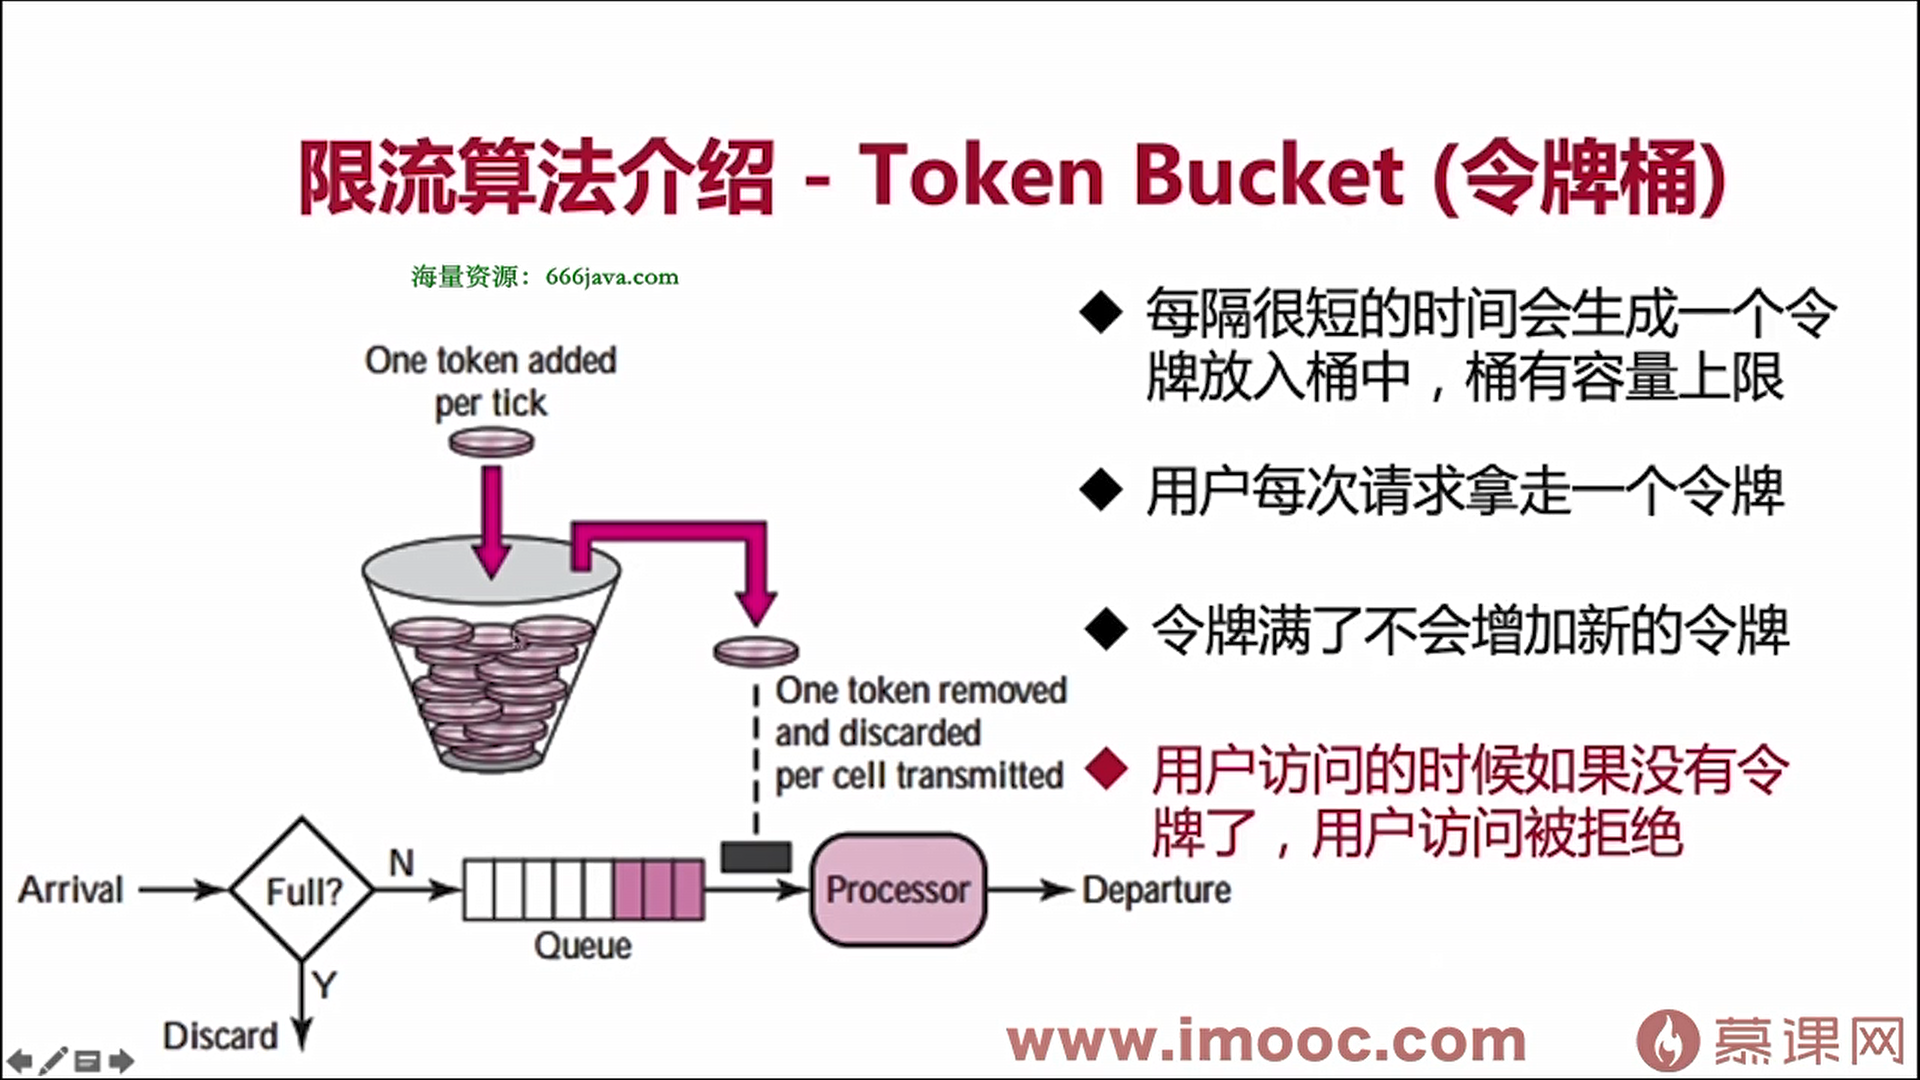 限流算法介绍 - Token Bucket (令牌桶)
海量资源：666java.com
One token added
per tick
One token removed
and discarded
per cell transmitted
Arrival
Full?
N
Y
Discard
Queue
Processor
Departure
每隔很短的时间会生成一个令
牌放入桶中，桶有容量上限
用户每次请求拿走一个令牌
令牌满了不会增加新的令牌
用户访问的时候如果没有令
牌了，用户访问被拒绝
www.imooc.com
慕课网